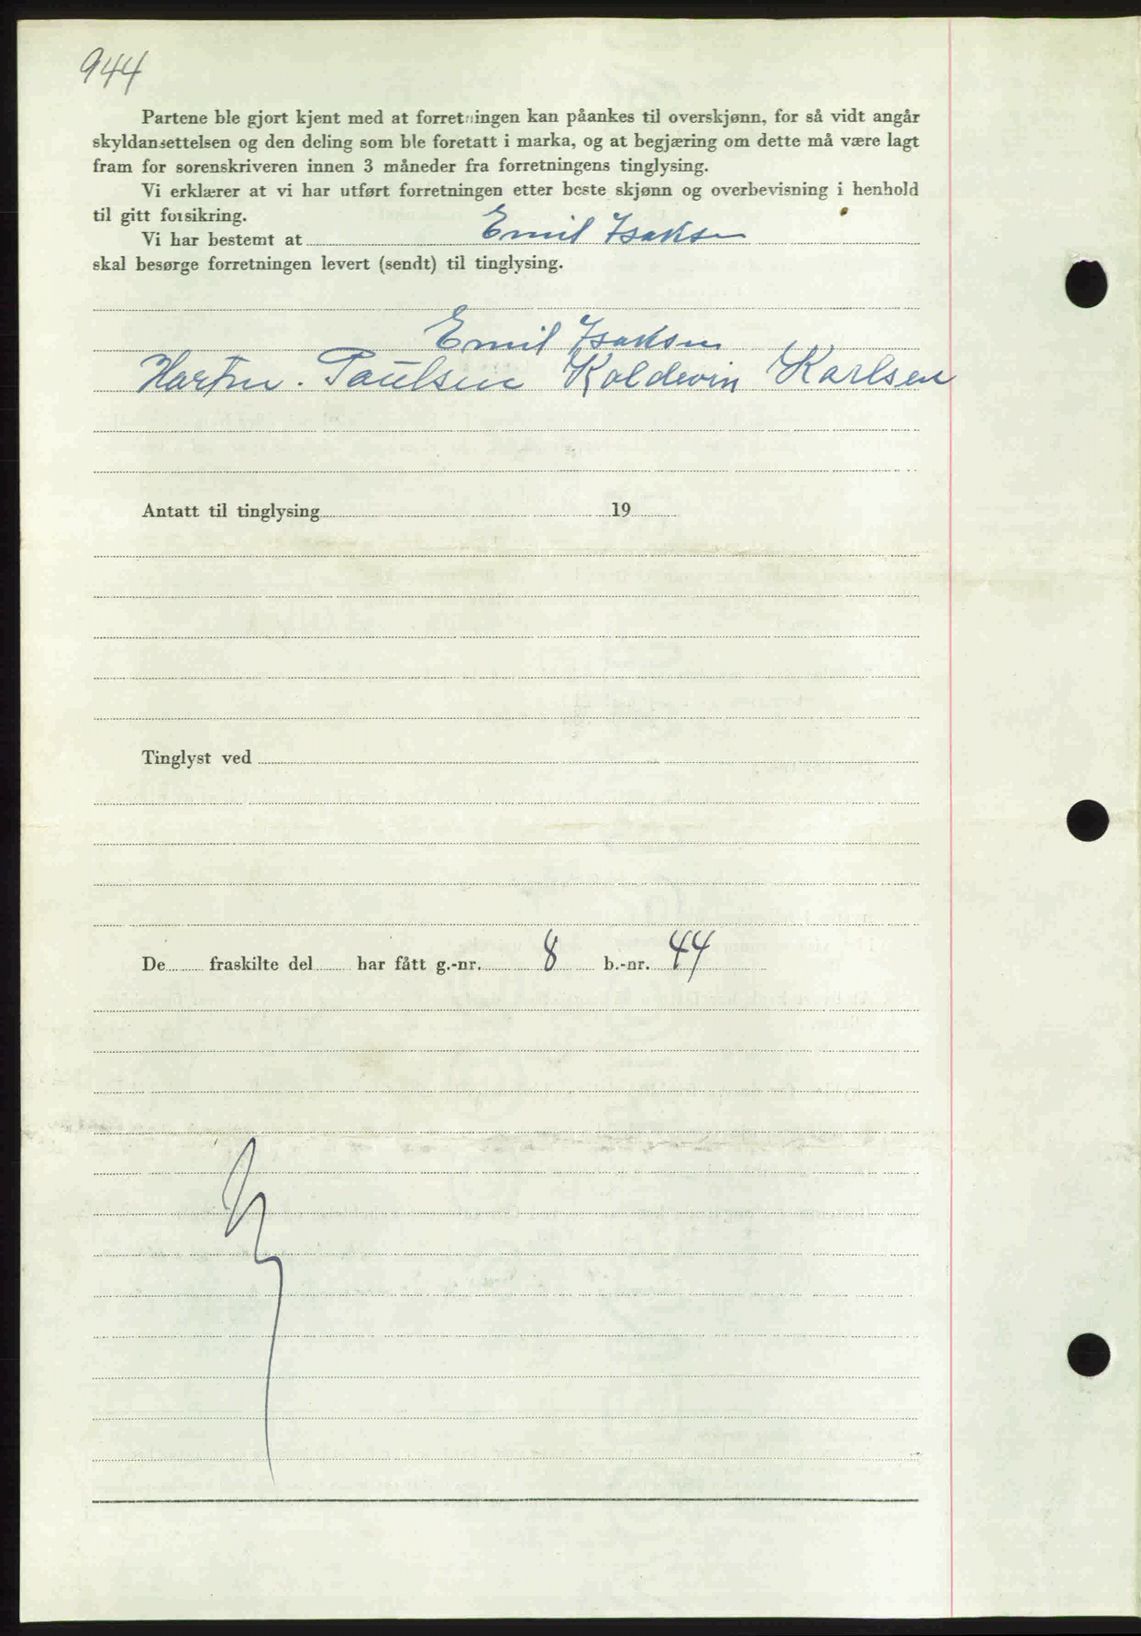 944
Partene ble gjort kjent med at forretningen kan påankes til overskjønn, for så vidt angår
skyldansettelsen og den deling som ble foretatt i marka, og at begjæring om dette må være lagt
fram for sorenskriveren innen 3 måneder fra forretningens tinglysing.
Vi erklærer at vi har utført forretningen etter beste skjønn og overbevisning i henhold
til gitt forsikring.
Vi har bestemt at Emil Isaksen
skal besørge forretningen levert (sendt) til tinglysing.
Emil Isaksen
Paulsen Koldevin Karlsen
Antatt til tinglysing 19
Tinglyst ved
De fraskilte del har fått g.-nr. 8 b.-nr. 44